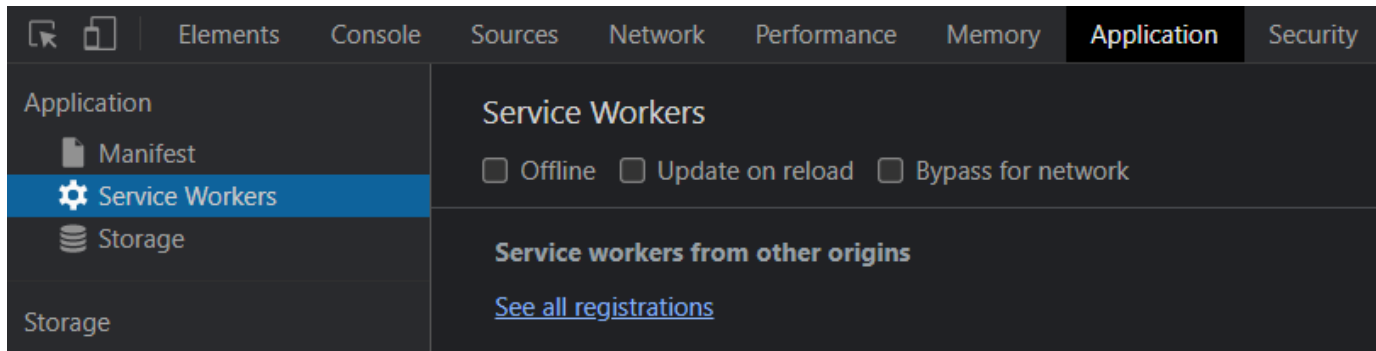 Elements Console Sources Network Performance Memory Application Security
Application
Manifest
Service Workers
Storage
Storage
Service Workers
Offline Update on reload Bypass for network
Service workers from other origins
See all registrations